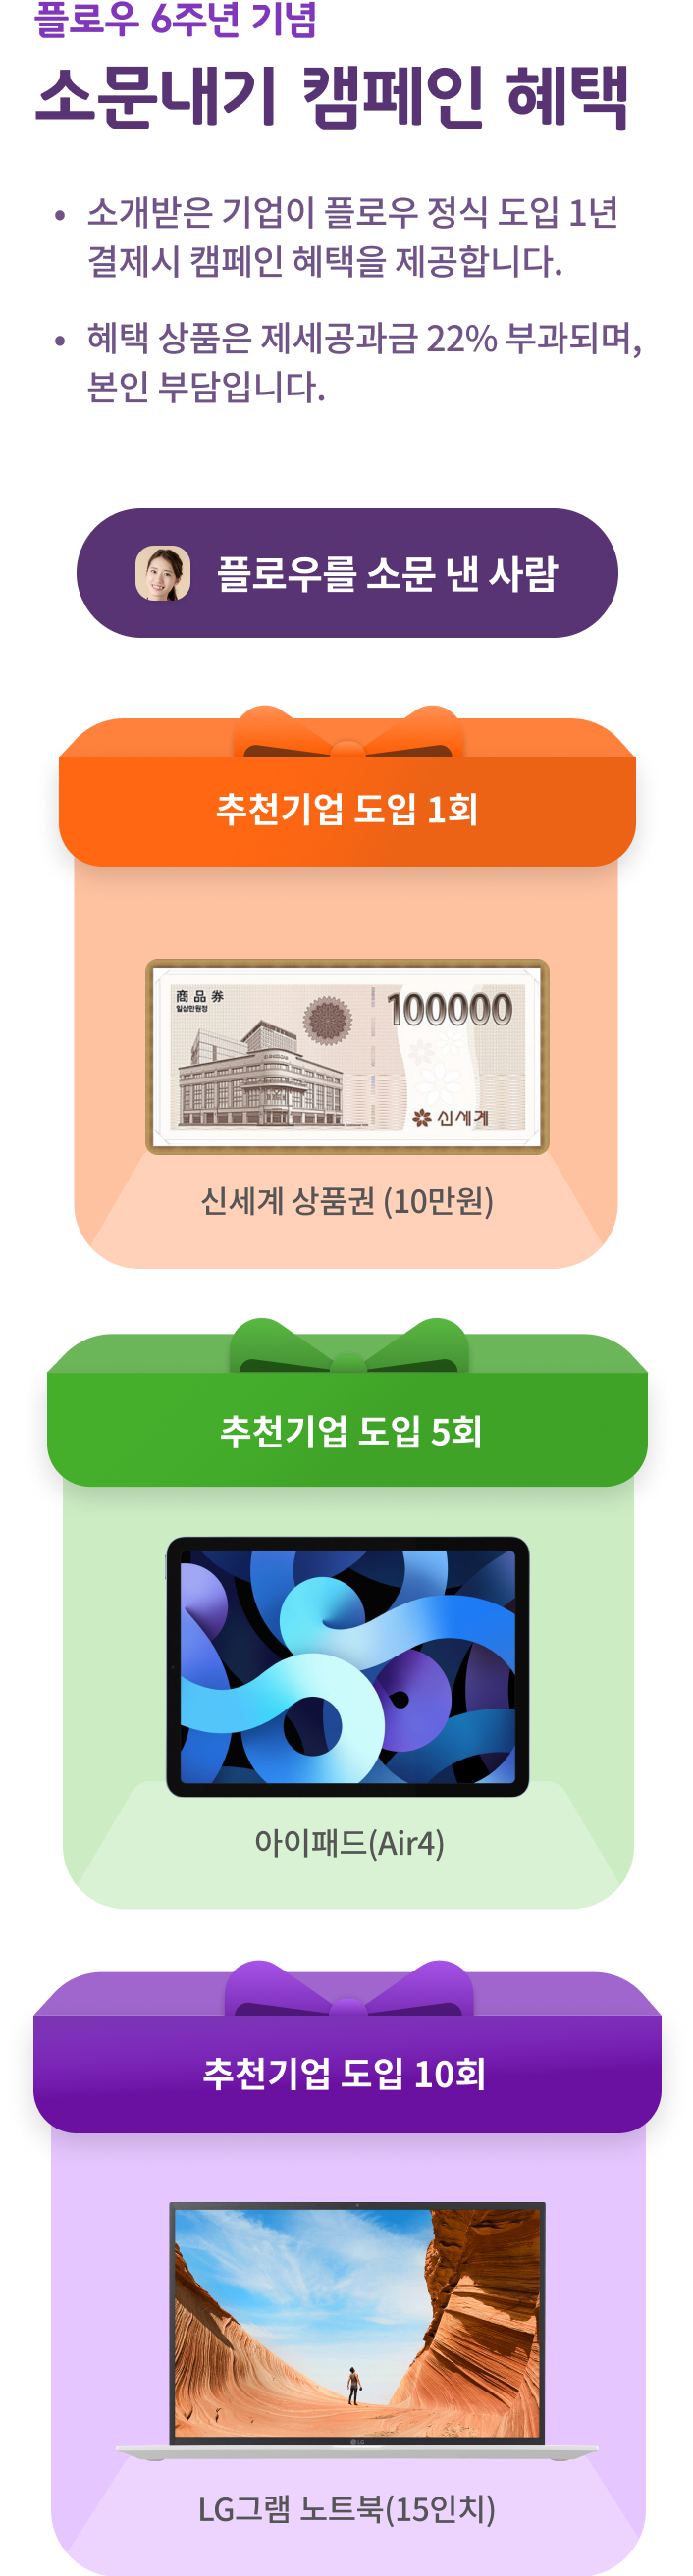 플로우 6주년 기념
소문내기 캠페인 혜택
• 소개받은 기업이 플로우 정식 도입 1년
결제시 캠페인 혜택을 제공합니다.
• 혜택 상품은 제세공과금 22% 부과되며,
본인 부담입니다.
플로우를 소문 낸 사람
추천기업 도입 1회
商品券
일십만원정
100000
신세계
신세계 상품권 (10만원)
추천기업 도입 5회
아이패드(Air4)
추천기업 도입 10회
LG
LG그램 노트북(15인치)